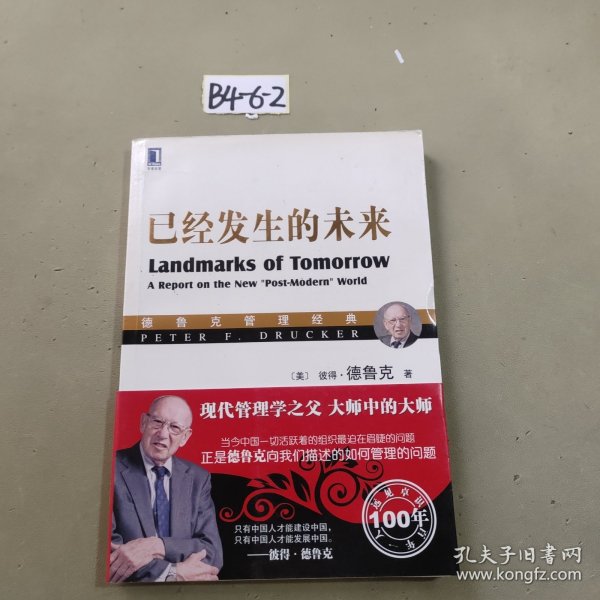 B4-6-2
已经发生的未来
Landmarks of Tomorrow
A Report on the New "Post-Modern" World
德鲁克管理经典
PETER F. DRUCKER
〔美〕 彼得·德鲁克 著
现代管理学之父 大师中的大师
当今中国一切活跃着的组织最迫在眉睫的问题
正是德鲁克向我们描述的如何管理的问题
远见卓识
100年
只有中国人才能建设中国,
只有中国人才能发展中国。
——彼得·德鲁克
孔夫子旧书网
www.kongfz.com